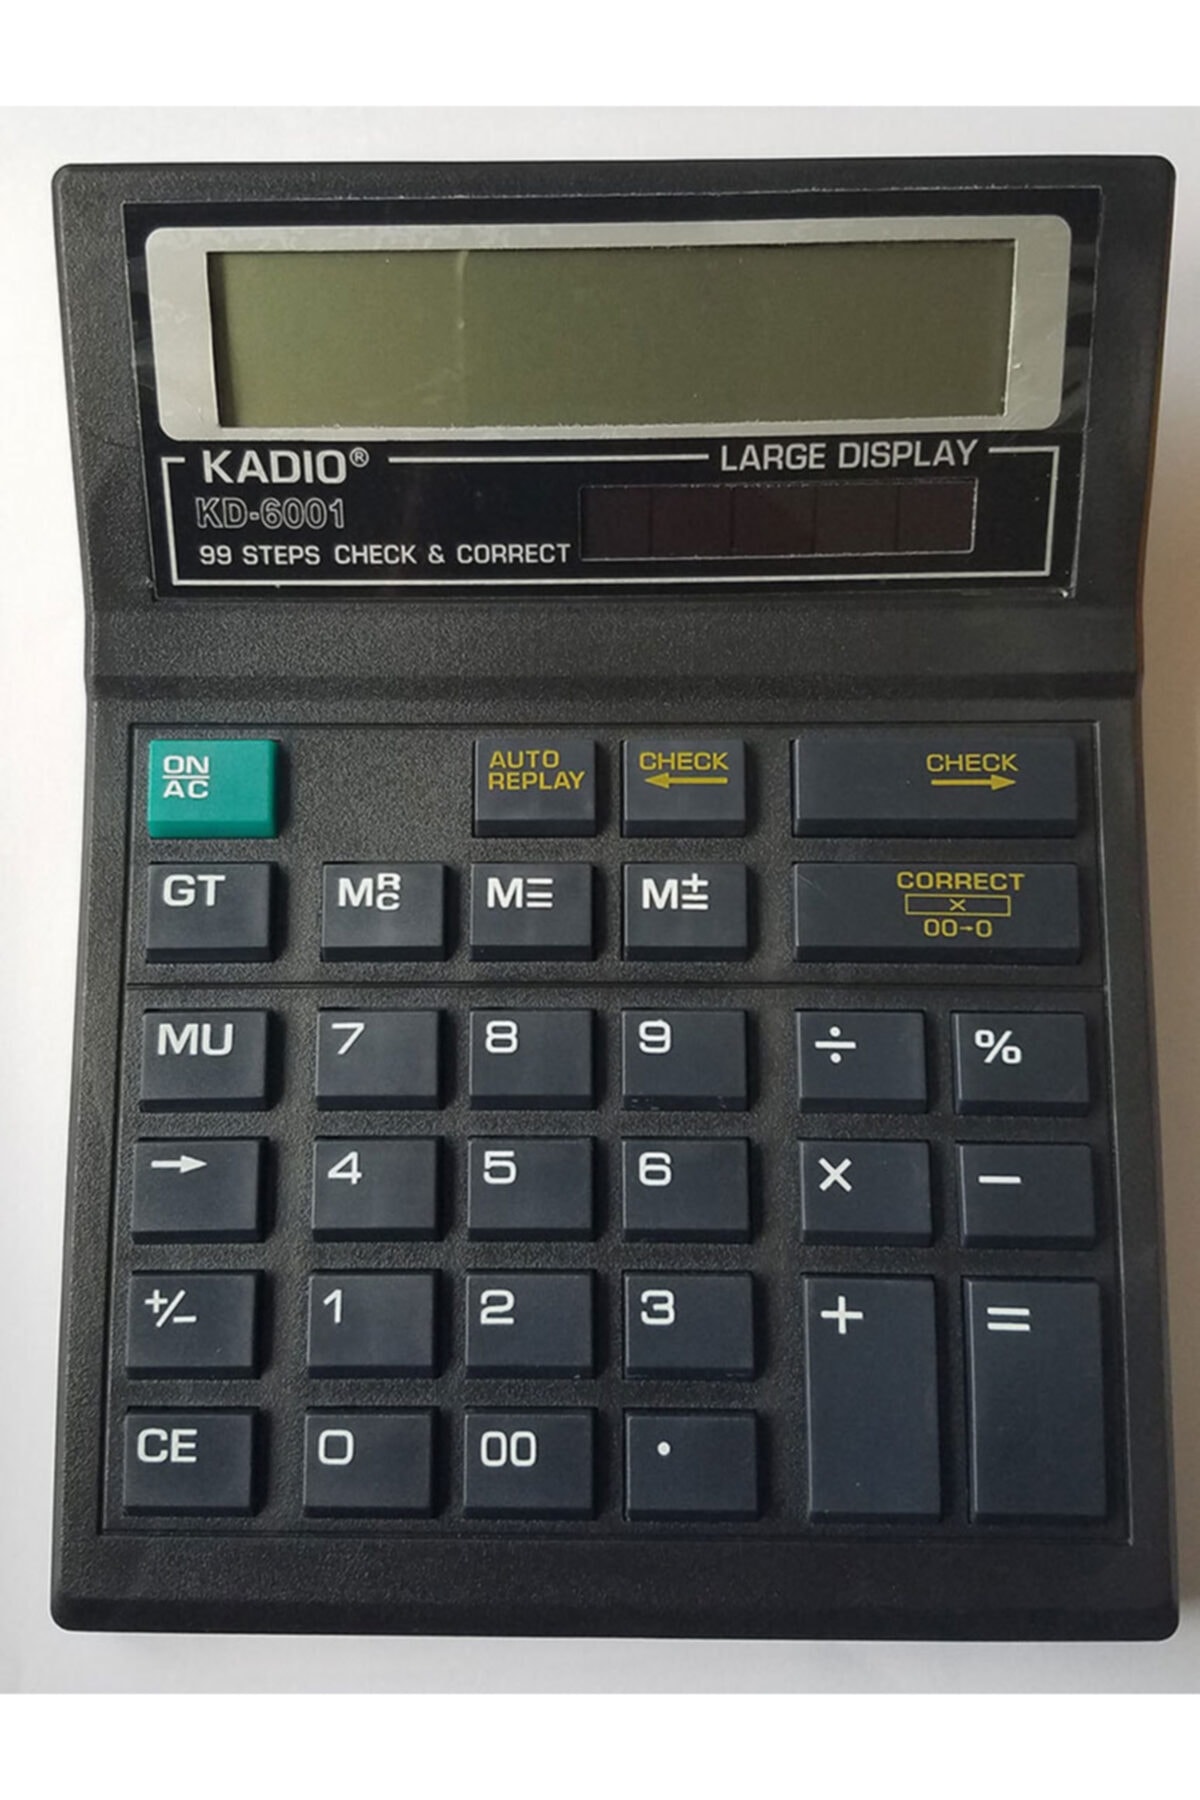 KADIO® LARGE DISPLAY
KD-6001
99 STEPS CHECK & CORRECT
ON
AC
AUTO
REPLAY
CHECK
←
CHECK
→
GT
MRC
M=
M±
CORRECT
×
00→0
MU
7
8
9
÷
%
→
4
5
6
×
−
+/−
1
2
3
+
=
CE
0
00
.